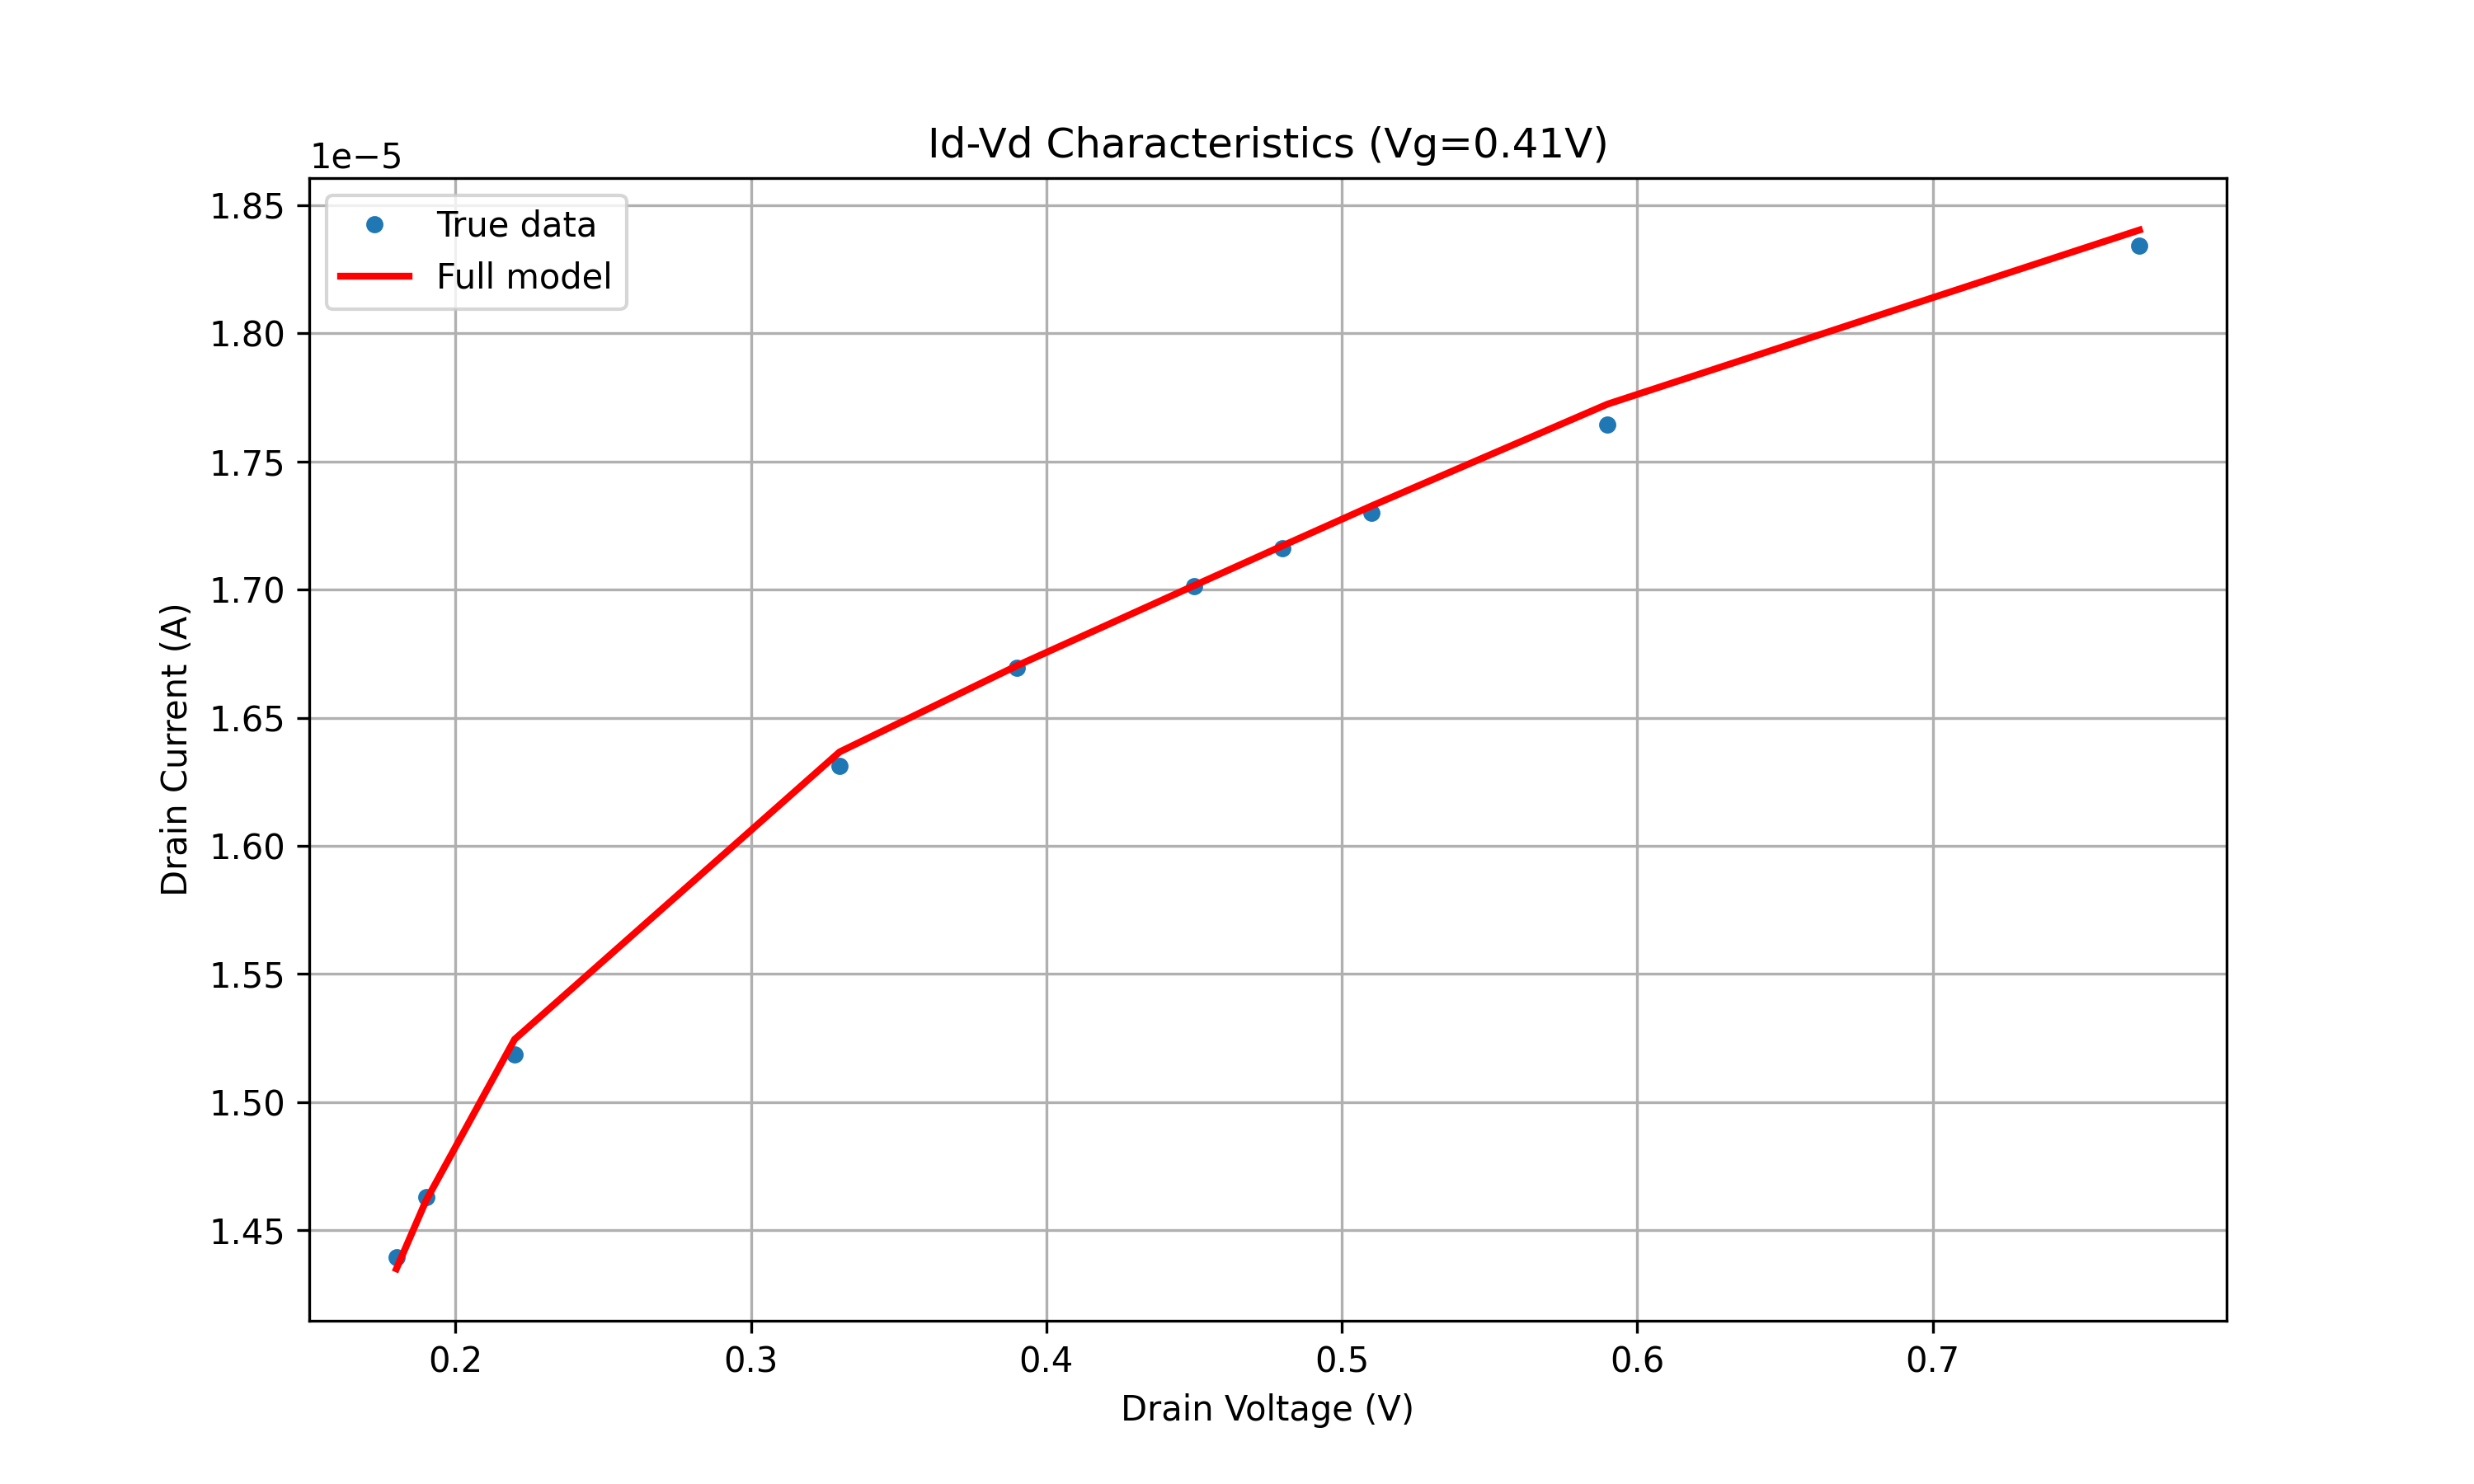 Id-Vd Characteristics (Vg=0.41V)
1e−5
True data
Full model
1.85
1.80
1.75
1.70
1.65
1.60
1.55
1.50
1.45
Drain Current (A)
0.2 0.3 0.4 0.5 0.6 0.7
Drain Voltage (V)